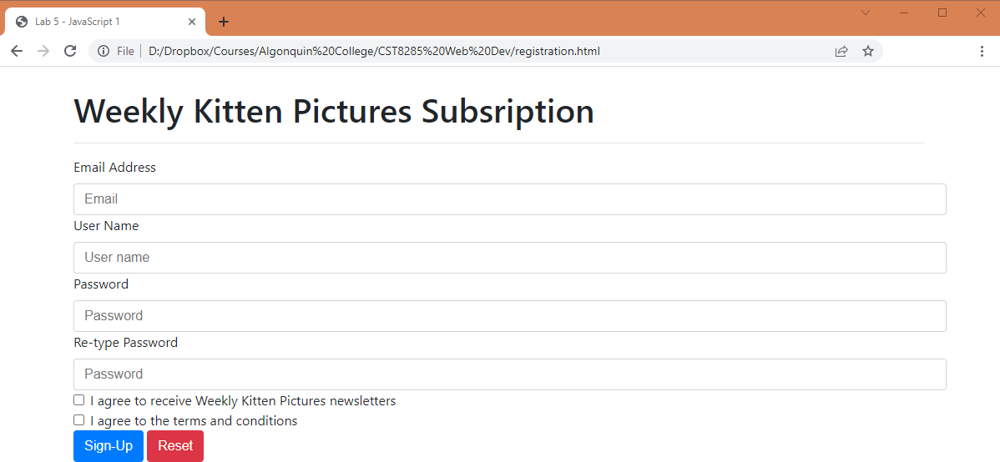 Lab 5 - JavaScript 1
File D:/Dropbox/Courses/Algonquin%20College/CST8285%20Web%20Dev/registration.html
Weekly Kitten Pictures Subsription
Email Address
Email
User Name
User name
Password
Password
Re-type Password
Password
I agree to receive Weekly Kitten Pictures newsletters
I agree to the terms and conditions
Sign-Up Reset